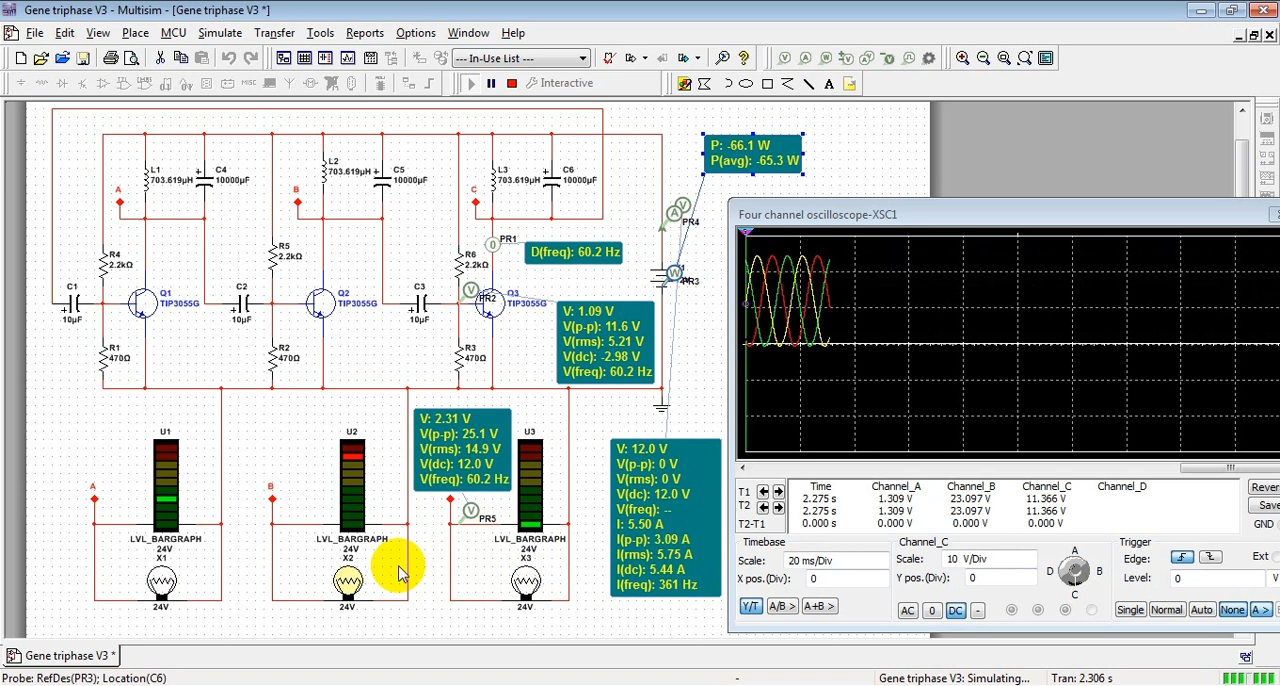 Gene triphase V3 - Multisim - [Gene triphase V3 *]
File Edit View Place MCU Simulate Transfer Tools Reports Options Window Help
--- In-Use List ---
Interactive
A
L1
703.619µH
C4
10000µF
B
L2
703.619µH
C5
10000µF
C
L3
703.619µH
C6
10000µF
P: -66.1 W
P(avg): -65.3 W
R4
2.2kΩ
R5
2.2kΩ
R6
2.2kΩ
PR1
D(freq): 60.2 Hz
A
V
PR4
W
PR3
C1
10µF
Q1
TIP3055G
C2
10µF
Q2
TIP3055G
C3
10µF
V
PR2
Q3
TIP3055G
V: 1.09 V
V(p-p): 11.6 V
V(rms): 5.21 V
V(dc): -2.98 V
V(freq): 60.2 Hz
R1
470Ω
R2
470Ω
R3
470Ω
V: 2.31 V
V(p-p): 25.1 V
V(rms): 14.9 V
V(dc): 12.0 V
V(freq): 60.2 Hz
V
PR5
V: 12.0 V
V(p-p): 0 V
V(rms): 0 V
V(dc): 12.0 V
V(freq): --
I: 5.50 A
I(p-p): 3.09 A
I(rms): 5.75 A
I(dc): 5.44 A
I(freq): 361 Hz
U1
A
LVL_BARGRAPH
24V
X1
24V
U2
B
LVL_BARGRAPH
24V
X2
24V
U3
LVL_BARGRAPH
24V
X3
24V
Four channel oscilloscope-XSC1
Time Channel_A Channel_B Channel_C Channel_D
T1 2.275 s 1.309 V 23.097 V 11.366 V
T2 2.275 s 1.309 V 23.097 V 11.366 V
T2-T1 0.000 s 0.000 V 0.000 V 0.000 V
Rever
Save
GND
Timebase
Scale: 20 ms/Div
X pos.(Div): 0
Y/T A/B > A+B >
Channel_C
Scale: 10 V/Div
Y pos.(Div): 0
AC 0 DC -
A
B
C
D
Trigger
Edge: Ext
Level: 0 V
Single Normal Auto None A >
Gene triphase V3 *
Probe: RefDes(PR3); Location(C6)
-
Gene triphase V3: Simulating...
Tran: 2.306 s